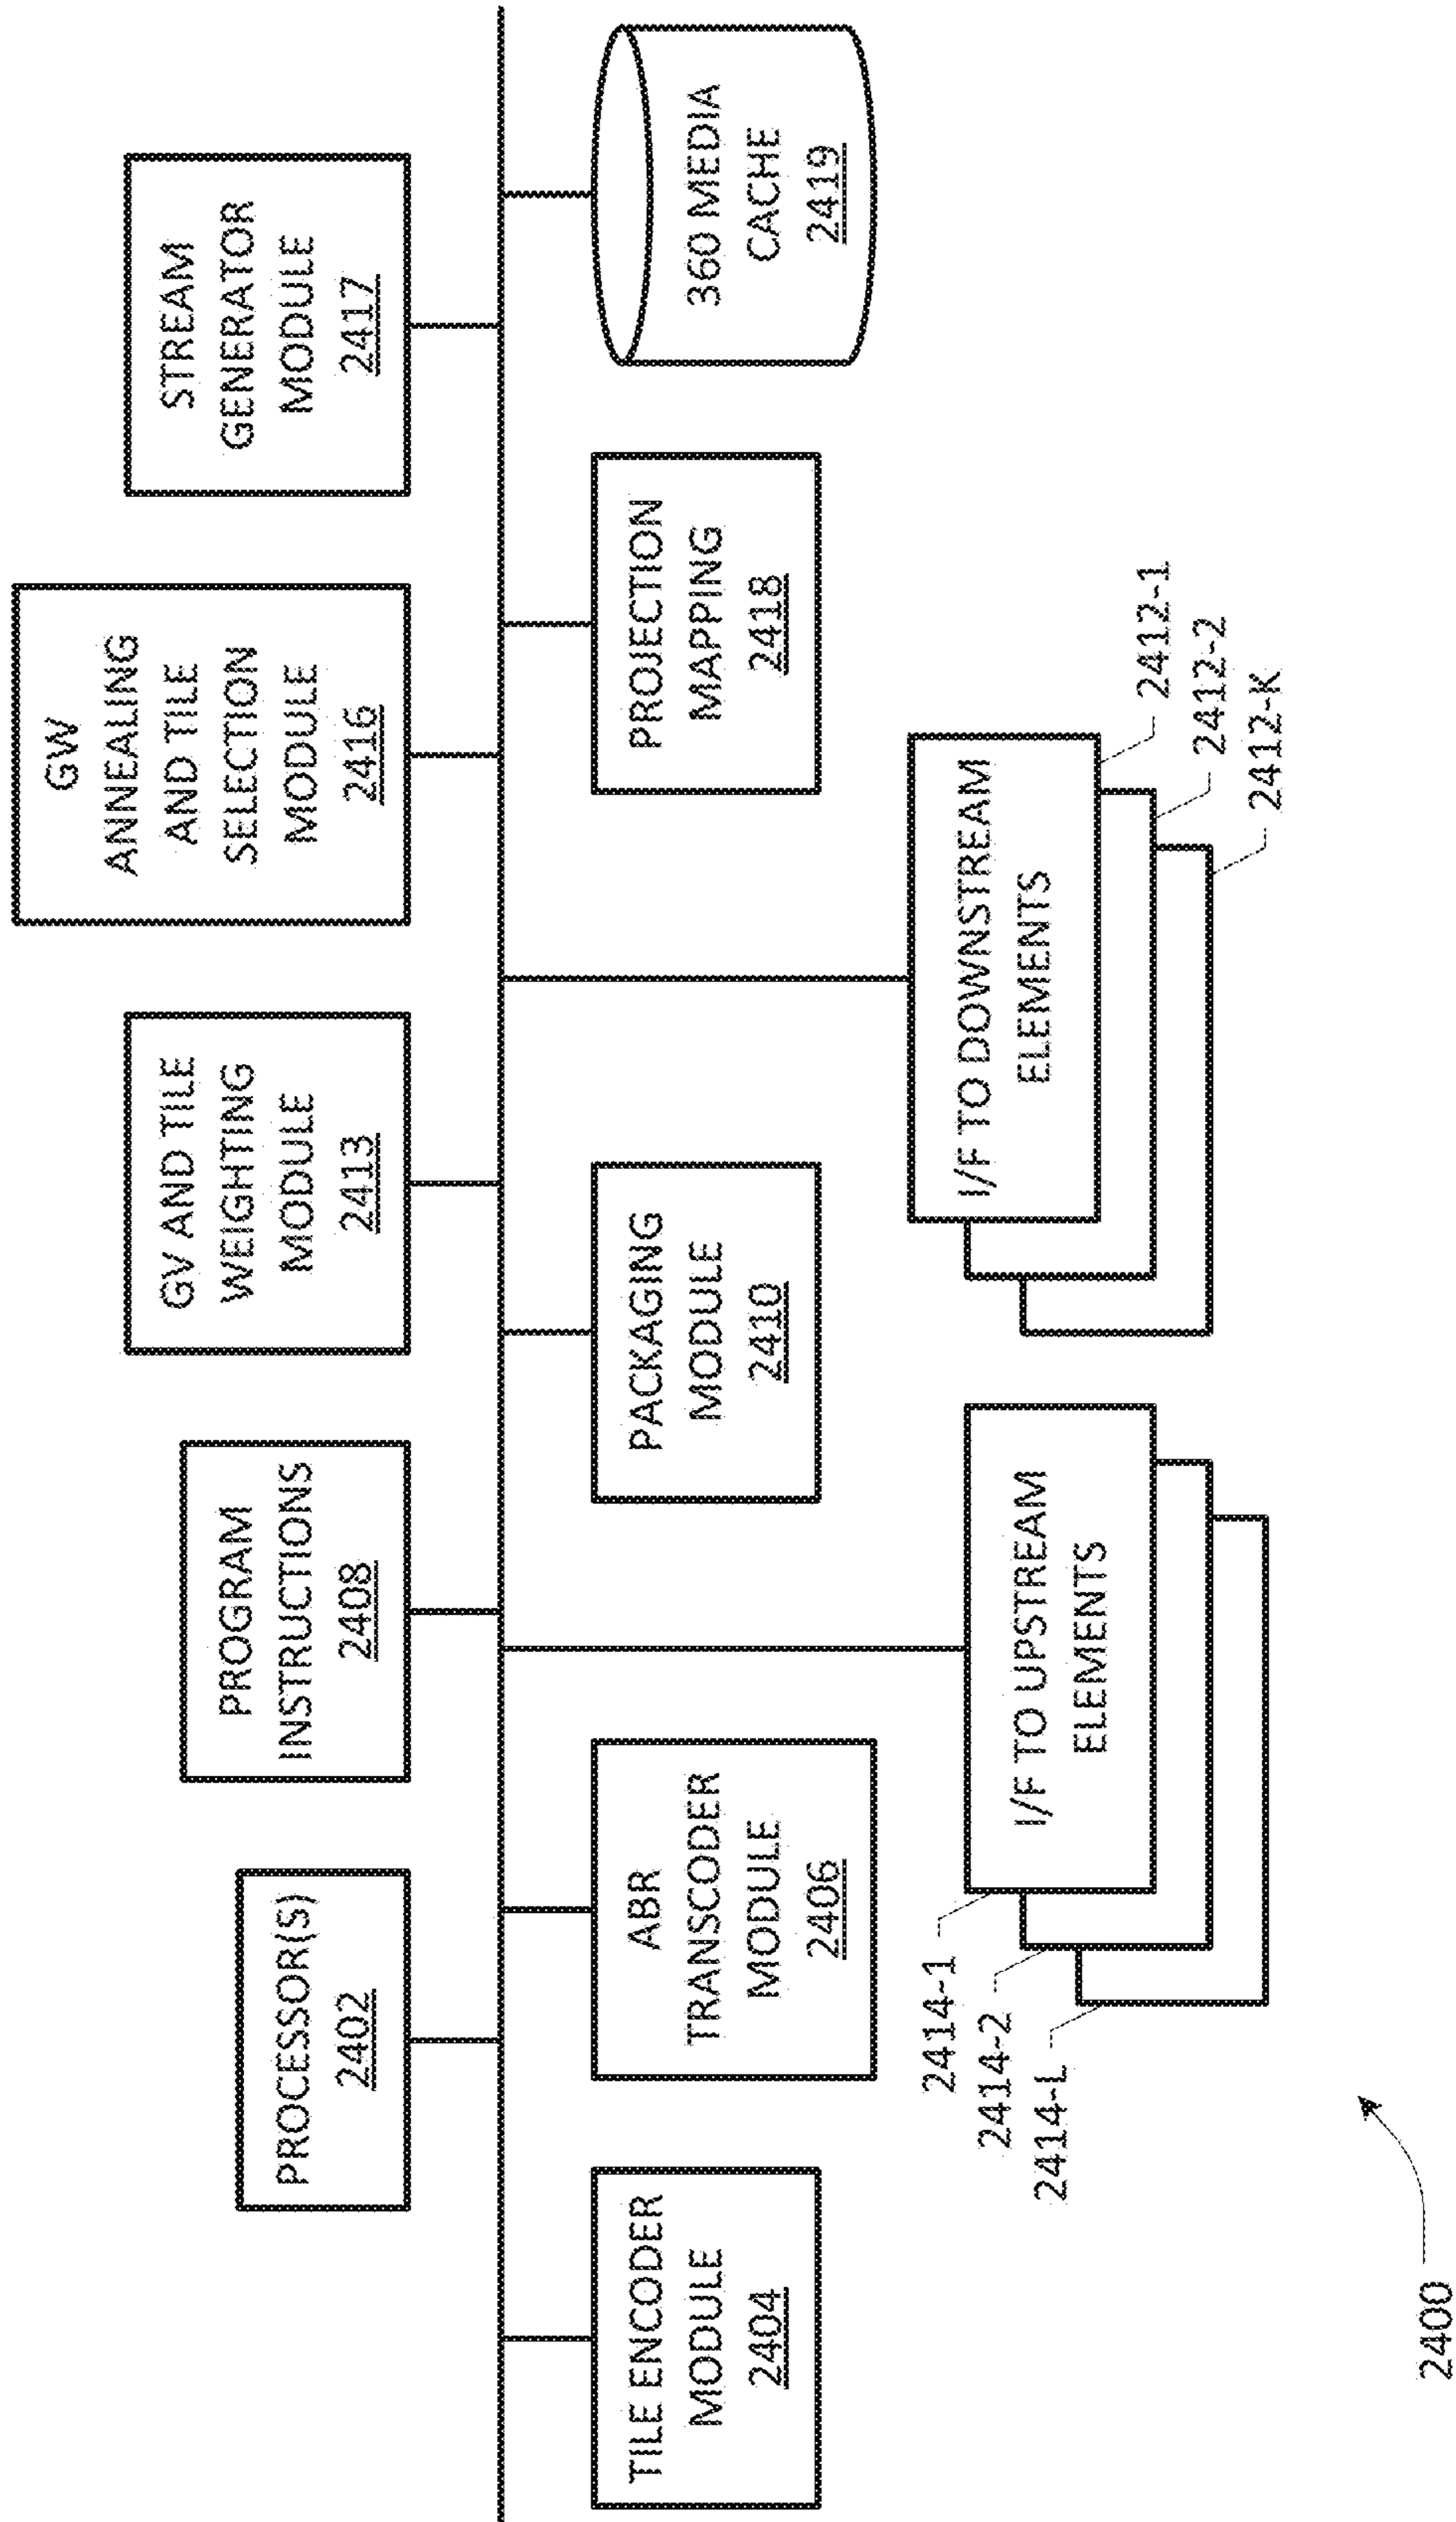 PROCESSOR(S)
2402
PROGRAM
INSTRUCTIONS
2408
GV AND TILE
WEIGHTING
MODULE
2413
GW
ANNEALING
AND TILE
SELECTION
MODULE
2416
STREAM
GENERATOR
MODULE
2417
TILE ENCODER
MODULE
2404
ABR
TRANSCODER
MODULE
2406
PACKAGING
MODULE
2410
PROJECTION
MAPPING
2418
360 MEDIA
CACHE
2419
I/F TO UPSTREAM
ELEMENTS
2414-1
2414-2
2414-L
I/F TO DOWNSTREAM
ELEMENTS
2412-1
2412-2
2412-K
2400